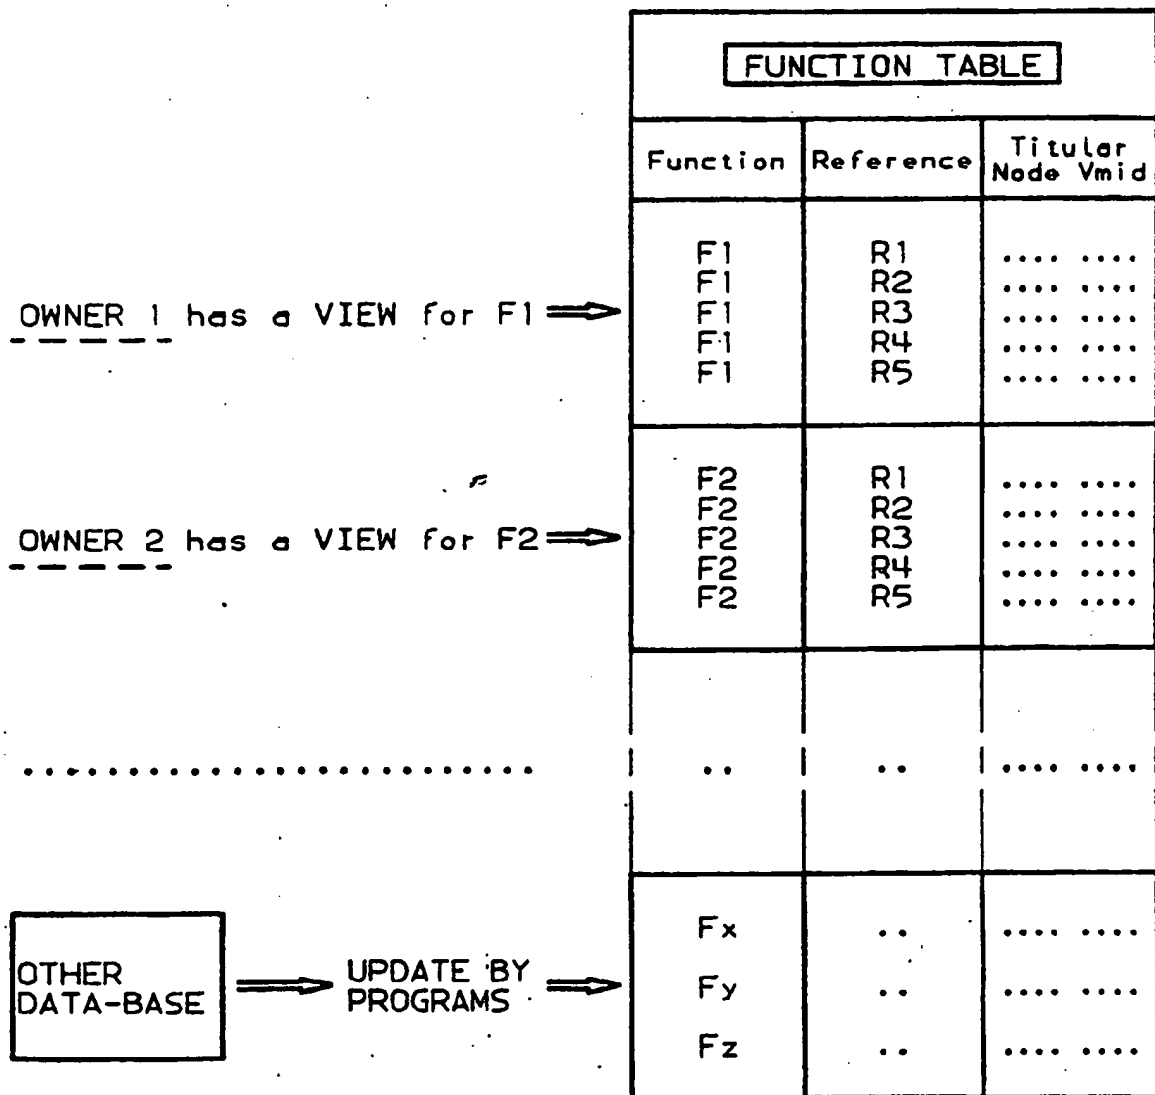 FUNCTION TABLE
Function Reference Titular Node Vmid
F1 R1 .... ....
F1 R2 .... ....
OWNER 1 has a VIEW for F1 F1 R3 .... ....
F1 R4 .... ....
F1 R5 .... ....
F2 R1 .... ....
F2 R2 .... ....
OWNER 2 has a VIEW for F2 F2 R3 .... ....
F2 R4 .... ....
F2 R5 .... ....
......................... .. .. .... ....
Fx .. .... ....
OTHER DATA-BASE UPDATE BY PROGRAMS Fy .. .... ....
Fz .. .... ....